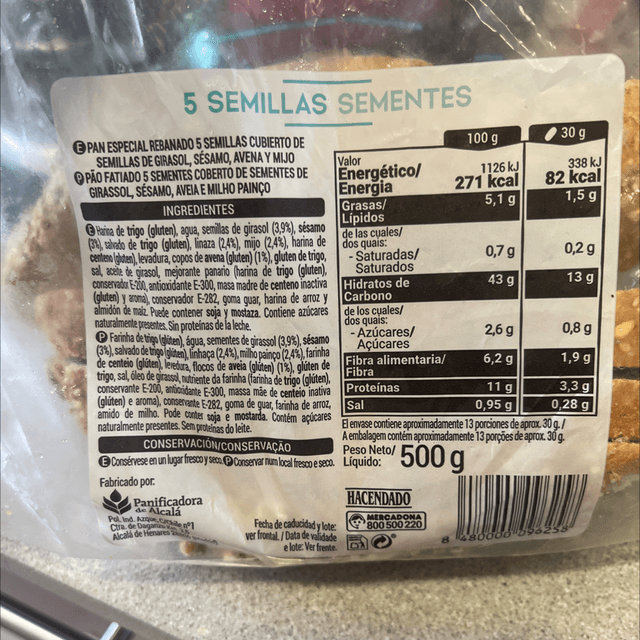 5 SEMILLAS SEMENTES
E PAN ESPECIAL REBANADO 5 SEMILLAS CUBIERTO DE
SEMILLAS DE GIRASOL, SÉSAMO, AVENA Y MIJO
P PÃO FATIADO 5 SEMENTES COBERTO DE SEMENTES DE
GIRASSOL, SÉSAMO, AVEIA E MILHO PAINÇO
INGREDIENTES
E Harina de trigo (gluten), agua, semillas de girasol (3,9%), sésamo
(3%), salvado de trigo (gluten), linaza (2,4%), mijo (2,4%), harina de
centeno (gluten), levadura, copos de avena (gluten) (1%), gluten de trigo,
sal, aceite de girasol, mejorante panario (harina de trigo (gluten),
conservador E-200, antioxidante E-300, masa madre de centeno inactiva
(gluten) y aroma), conservador E-282, goma guar, harina de arroz y
almidón de maíz. Puede contener soja y mostaza. Contiene azúcares
naturalmente presentes. Sin proteínas de la leche.
P Farinha de trigo (glúten), água, sementes de girassol (3,9%), sésamo
(3%), salvado de trigo (glúten), linhaça (2,4%), milho painço (2,4%), farinha
de centeio (glúten), levedura, flocos de aveia (glúten) (1%), glúten de
trigo, sal, óleo de girassol, nutriente da farinha (farinha de trigo (glúten),
conservante E-200, antioxidante E-300, massa mãe de centeio inativa
(glúten) e aroma), conservante E-282, goma de guar, farinha de arroz,
amido de milho. Pode conter soja e mostarda. Contém açúcares
naturalmente presentes. Sem proteínas do leite.
CONSERVACIÓN/CONSERVAÇÃO
E Consérvese en un lugar fresco y seco. P Conservar num local fresco e seco.
Fabricado por:
Panificadora
de Alcalá
Pol. Ind. Azque, C/Chile nº1
Ctra. de Daganzo
Alcalá de Henares
Fecha de caducidad y lote:
ver frontal. / Data de validade
e lote: Ver frente.
100 g 30 g
Valor
Energético/
Energia
1126 kJ 338 kJ
271 kcal 82 kcal
Grasas/
Lípidos 5,1 g 1,5 g
de las cuales/
dos quais:
- Saturadas/
Saturados 0,7 g 0,2 g
Hidratos de
Carbono 43 g 13 g
de los cuales/
dos quais:
- Azúcares/
Açúcares 2,6 g 0,8 g
Fibra alimentaria/
Fibra 6,2 g 1,9 g
Proteínas 11 g 3,3 g
Sal 0,95 g 0,28 g
El envase contiene aproximadamente 13 porciones de aprox. 30 g. /
A embalagem contém aproximadamente 13 porções de aprox. 30 g.
Peso Neto/
Líquido: 500 g
HACENDADO
MERCADONA
800 500 220
8 480000 096258